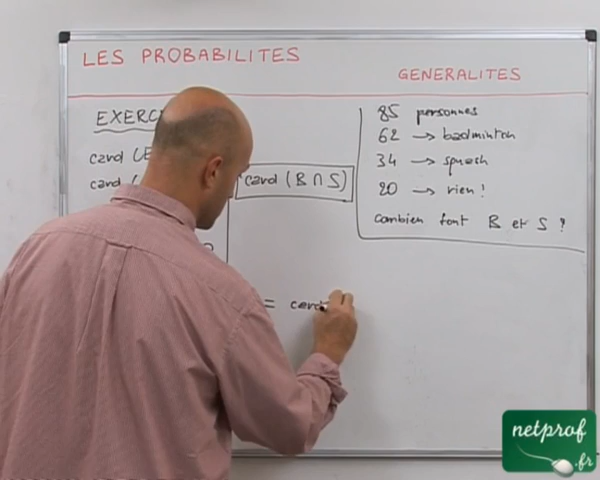 LES PROBABILITES
GENERALITES
EXERC
card (E
card (
card (B ∩ S)
= card
85 personnes
62 → badminton
34 → squash
20 → rien !
Combien font B et S ?
netprof
.fr